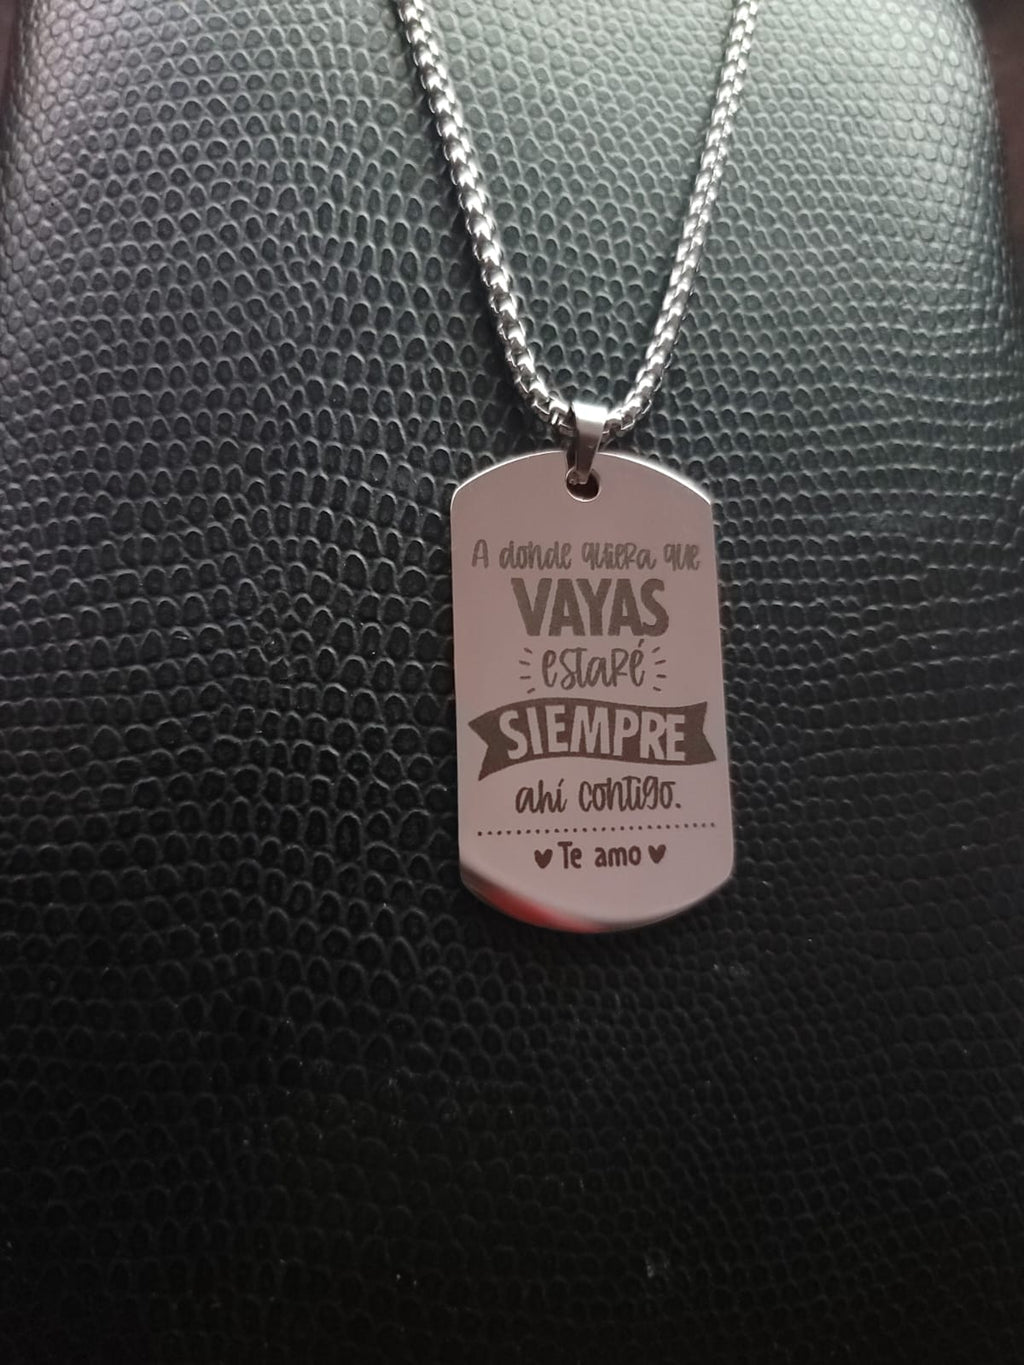 A donde quiera que
VAYAS
estaré
SIEMPRE
ahí contigo.
Te amo